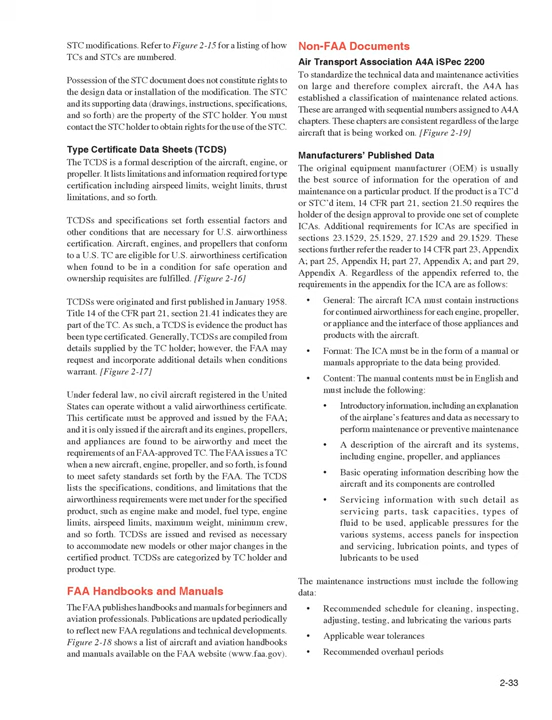 STC modifications. Refer to Figure 2-15 for a listing of how
TCs and STCs are numbered.
Possession of the STC document does not constitute rights to
the design data or installation of the modification. The STC
and its supporting data (drawings, instructions, specifications,
and so forth) are the property of the STC holder. You must
contact the STC holder to obtain rights for the use of the STC.
Type Certificate Data Sheets (TCDS)
The TCDS is a formal description of the aircraft, engine, or
propeller. It lists limitations and information required for type
certification including airspeed limits, weight limits, thrust
limitations, and so forth.
TCDSs and specifications set forth essential factors and
other conditions that are necessary for U.S. airworthiness
certification. Aircraft, engines, and propellers that conform
to a U.S. TC are eligible for U.S. airworthiness certification
when found to be in a condition for safe operation and
ownership requisites are fulfilled. [Figure 2-16]
TCDSs were originated and first published in January 1958.
Title 14 of the CFR part 21, section 21.41 indicates they are
part of the TC. As such, a TCDS is evidence the product has
been type certificated. Generally, TCDSs are compiled from
details supplied by the TC holder; however, the FAA may
request and incorporate additional details when conditions
warrant. [Figure 2-17]
Under federal law, no civil aircraft registered in the United
States can operate without a valid airworthiness certificate.
This certificate must be approved and issued by the FAA;
and it is only issued if the aircraft and its engines, propellers,
and appliances are found to be airworthy and meet the
requirements of an FAA-approved TC. The FAA issues a TC
when a new aircraft, engine, propeller, and so forth, is found
to meet safety standards set forth by the FAA. The TCDS
lists the specifications, conditions, and limitations that the
airworthiness requirements were met under for the specified
product, such as engine make and model, fuel type, engine
limits, airspeed limits, maximum weight, minimum crew,
and so forth. TCDSs are issued and revised as necessary
to accommodate new models or other major changes in the
certified product. TCDSs are categorized by TC holder and
product type.
FAA Handbooks and Manuals
The FAA publishes handbooks and manuals for beginners and
aviation professionals. Publications are updated periodically
to reflect new FAA regulations and technical developments.
Figure 2-18 shows a list of aircraft and aviation handbooks
and manuals available on the FAA website (www.faa.gov).
Non-FAA Documents
Air Transport Association A4A iSPec 2200
To standardize the technical data and maintenance activities
on large and therefore complex aircraft, the A4A has
established a classification of maintenance related actions.
These are arranged with sequential numbers assigned to A4A
chapters. These chapters are consistent regardless of the large
aircraft that is being worked on. [Figure 2-19]
Manufacturers' Published Data
The original equipment manufacturer (OEM) is usually
the best source of information for the operation of and
maintenance on a particular product. If the product is a TC'd
or STC'd item, 14 CFR part 21, section 21.50 requires the
holder of the design approval to provide one set of complete
ICAs. Additional requirements for ICAs are specified in
sections 23.1529, 25.1529, 27.1529 and 29.1529. These
sections further refer the reader to 14 CFR part 23, Appendix
A; part 25, Appendix H; part 27, Appendix A; and part 29,
Appendix A. Regardless of the appendix referred to, the
requirements in the appendix for the ICA are as follows:
• General: The aircraft ICA must contain instructions
for continued airworthiness for each engine, propeller,
or appliance and the interface of those appliances and
products with the aircraft.
• Format: The ICA must be in the form of a manual or
manuals appropriate to the data being provided.
• Content: The manual contents must be in English and
must include the following:
• Introductory information, including an explanation
of the airplane's features and data as necessary to
perform maintenance or preventive maintenance
• A description of the aircraft and its systems,
including engine, propeller, and appliances
• Basic operating information describing how the
aircraft and its components are controlled
• Servicing information with such detail as
servicing parts, task capacities, types of
fluid to be used, applicable pressures for the
various systems, access panels for inspection
and servicing, lubrication points, and types of
lubricants to be used
The maintenance instructions must include the following
data:
• Recommended schedule for cleaning, inspecting,
adjusting, testing, and lubricating the various parts
• Applicable wear tolerances
• Recommended overhaul periods
2-33